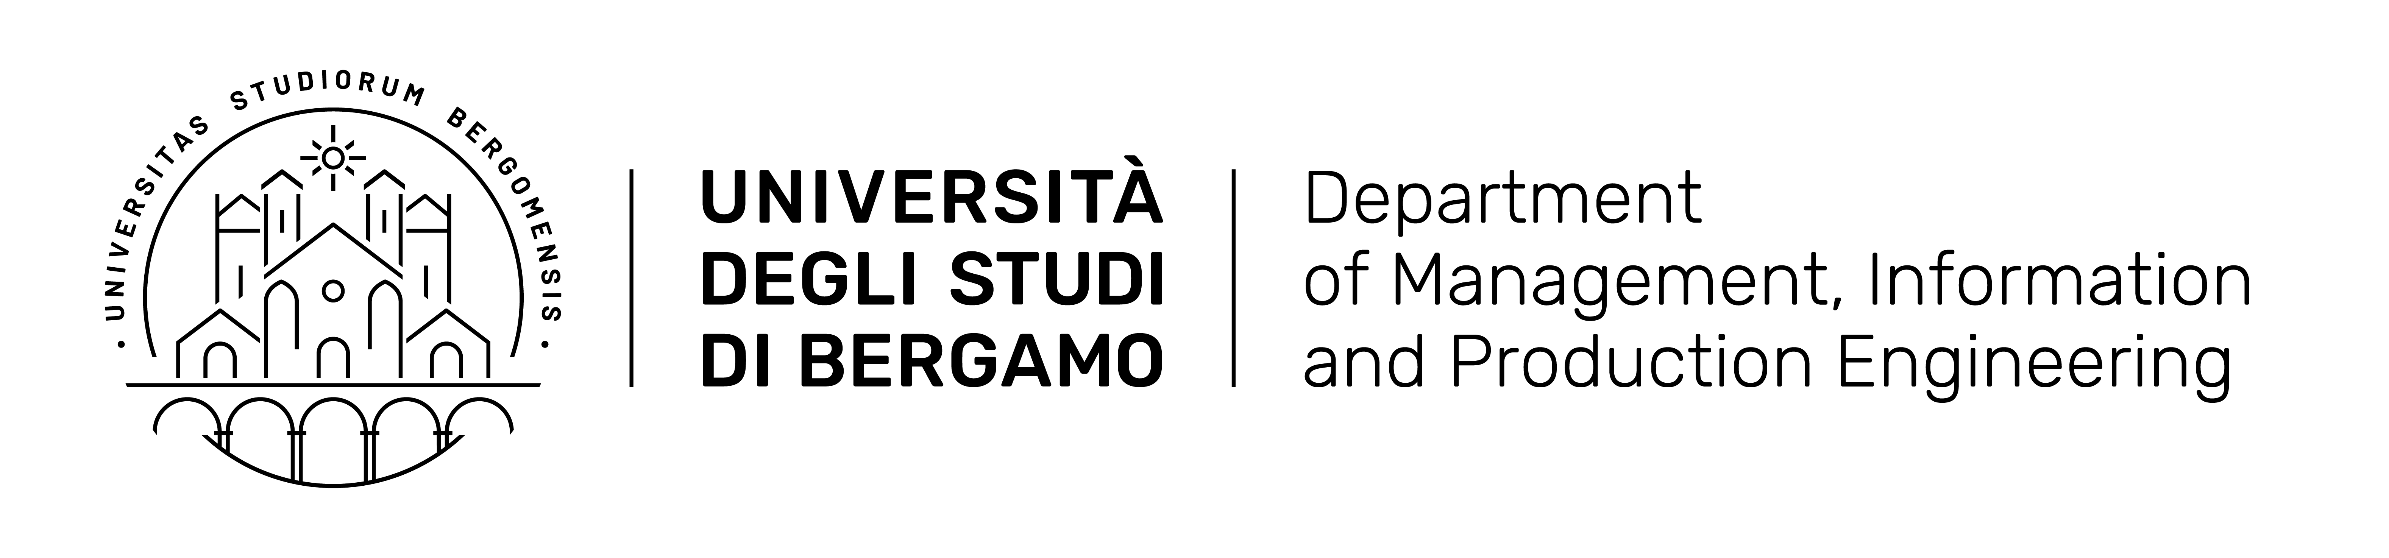 · UNIVERSITAS STUDIORUM BERGOMENSIS ·
UNIVERSITÀ
DEGLI STUDI
DI BERGAMO
Department
of Management, Information
and Production Engineering